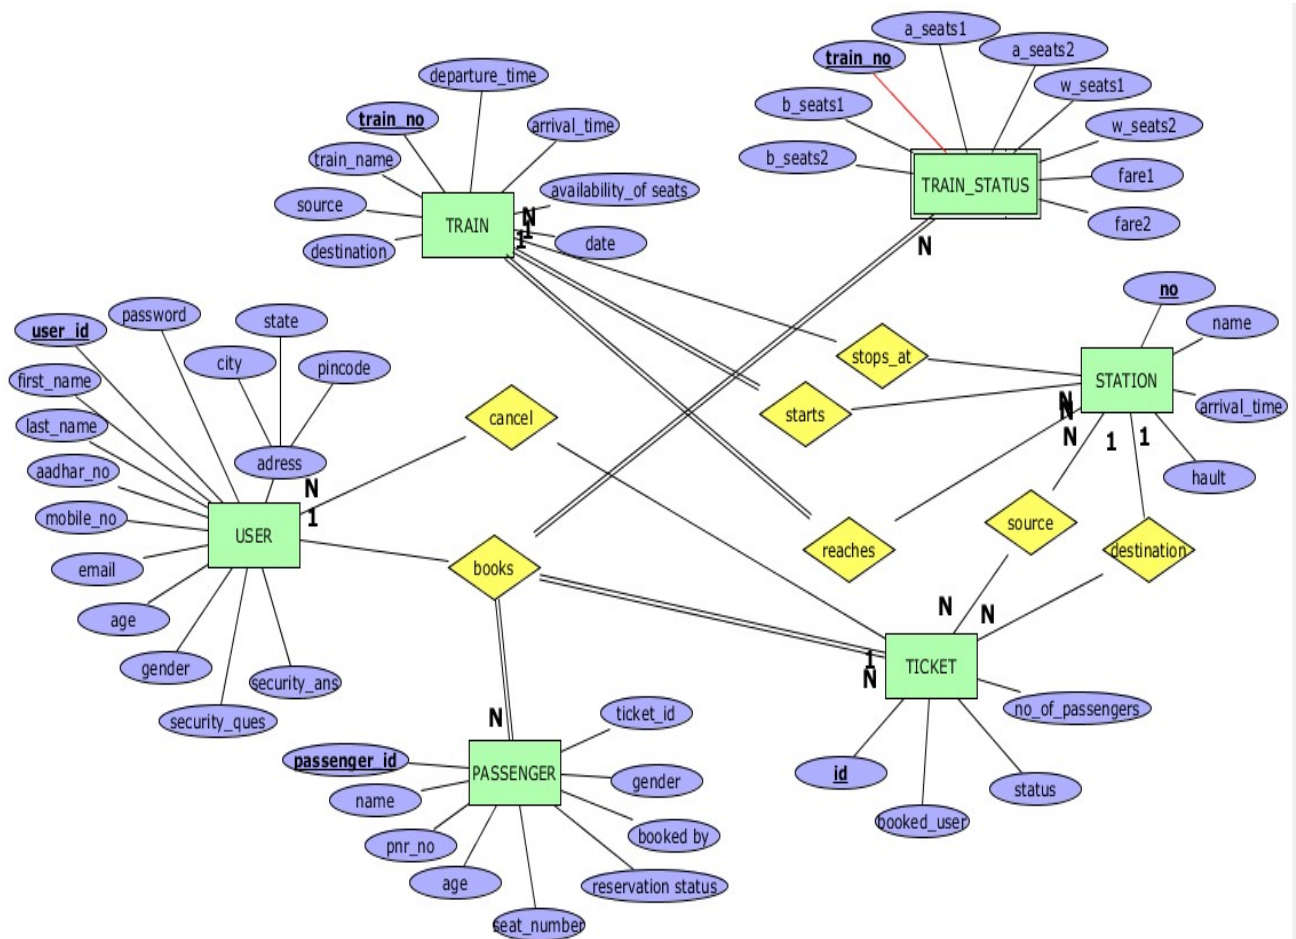 a_seats1
train_no
a_seats2
departure_time
w_seats1
b_seats1
train_no
arrival_time
w_seats2
train_name
b_seats2
fare1
TRAIN_STATUS
availability_of seats
source
TRAIN
N
1
1
fare2
date
destination
N
no
password
state
name
user_id
stops_at
city
pincode
first_name
STATION
arrival_time
N
N
starts
cancel
last_name
N
1
1
adress
aadhar_no
hault
N
mobile_no
1
source
USER
reaches
destination
email
books
N
N
age
1
TICKET
gender
N
security_ans
no_of_passengers
ticket_id
security_ques
N
passenger_id
PASSENGER
id
gender
status
name
booked_user
booked by
pnr_no
age
reservation status
seat_number